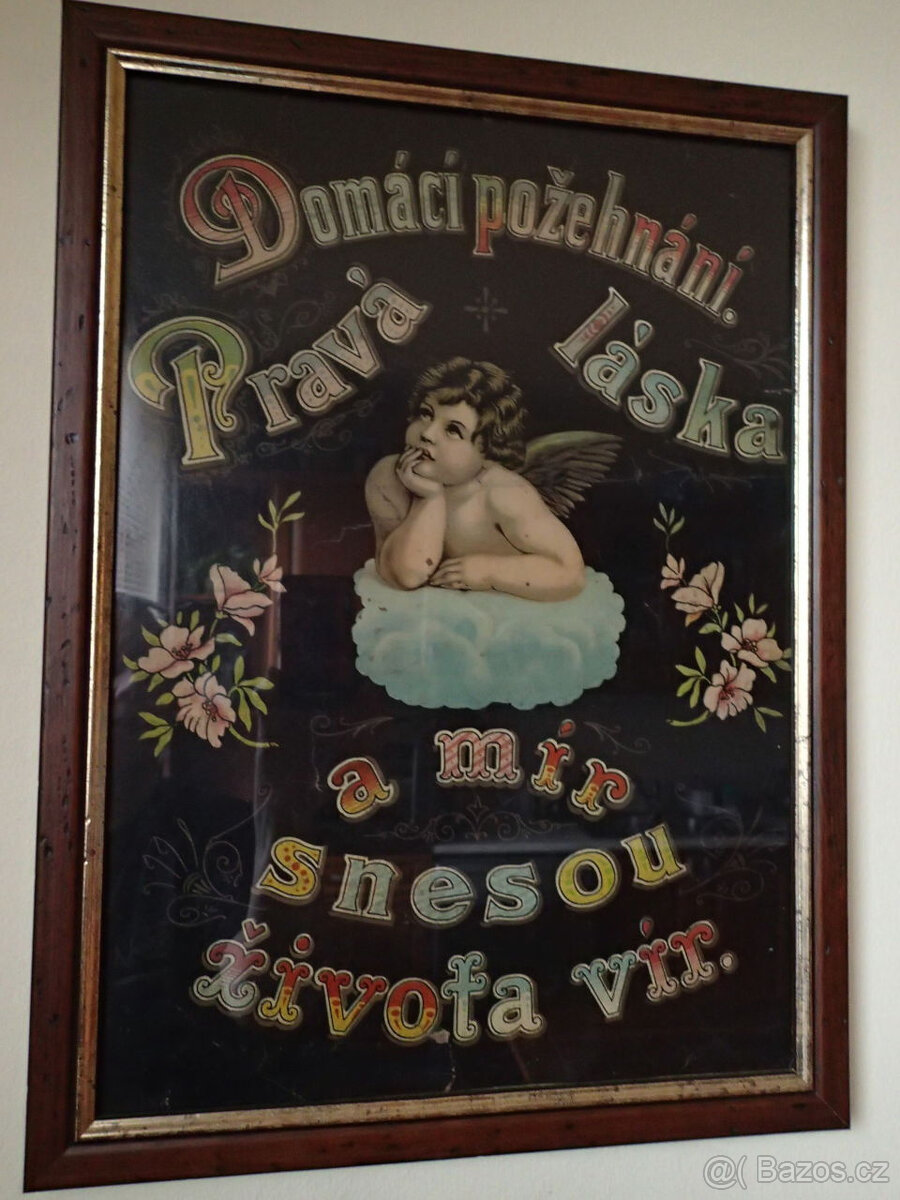 Domácí požehnání.
Pravá láska
a mír
snesou
života vír.
@( Bazos.cz